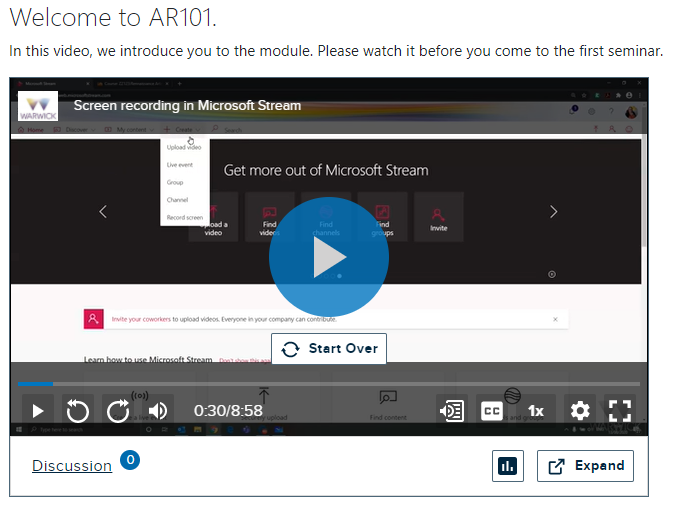 Welcome to AR101.
In this video, we introduce you to the module. Please watch it before you come to the first seminar.
WARWICK
Screen recording in Microsoft Stream
Home Discover My content Create Search
Upload video
Live event
Group
Channel
Record screen
Get more out of Microsoft Stream
Upload a video
Find videos
Find channels
Find groups
Invite
Invite your coworkers to upload videos. Everyone in your company can contribute.
Start Over
Learn how to use Microsoft Stream Don't show this
0:30/8:58
CC
1x
upload
Find content
Discussion 0
Expand